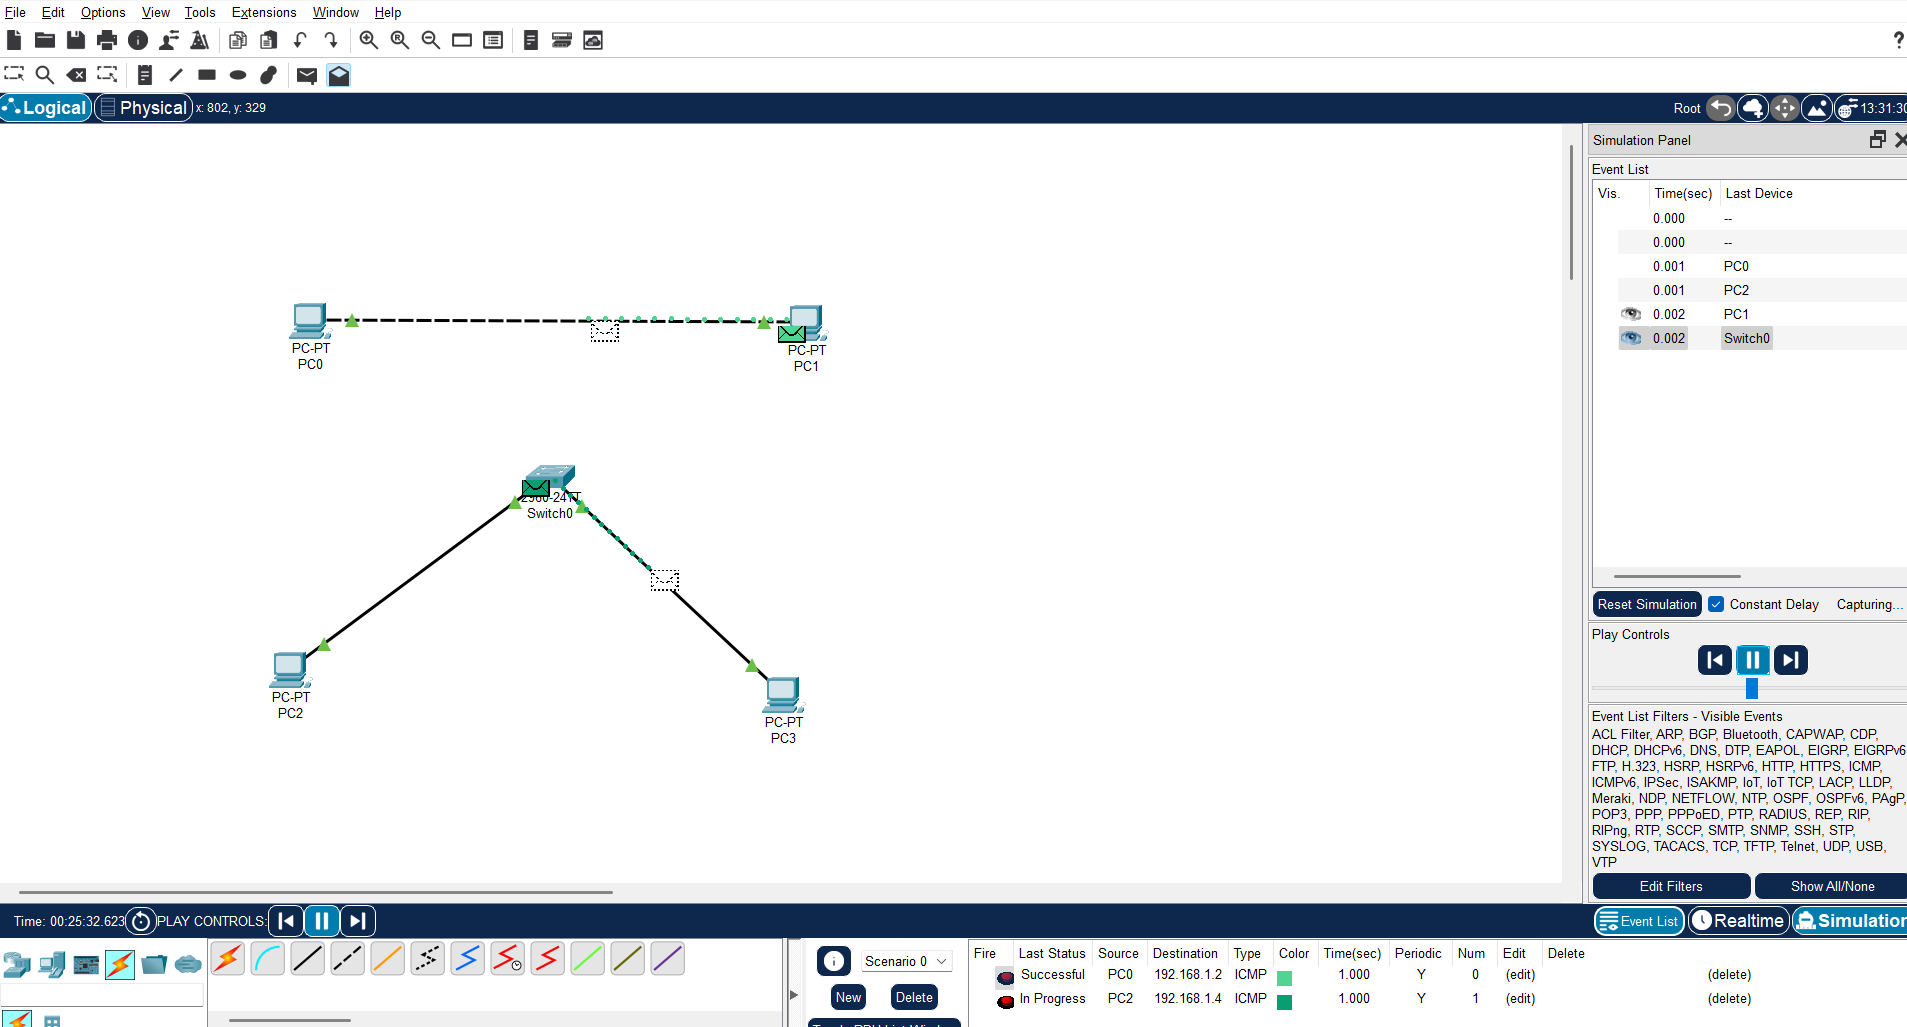 File Edit Options View Tools Extensions Window Help
?
Logical Physical x: 802, y: 329 Root 13:31:30
Simulation Panel
Event List
Vis. Time(sec) Last Device
0.000 --
0.000 --
0.001 PC0
0.001 PC2
0.002 PC1
0.002 Switch0
PC-PT
PC0
PC-PT
PC1
2960-24TT
Switch0
PC-PT
PC2
PC-PT
PC3
Reset Simulation Constant Delay Capturing...
Play Controls
Event List Filters - Visible Events
ACL Filter, ARP, BGP, Bluetooth, CAPWAP, CDP,
DHCP, DHCPv6, DNS, DTP, EAPOL, EIGRP, EIGRPv6
FTP, H.323, HSRP, HSRPv6, HTTP, HTTPS, ICMP,
ICMPv6, IPSec, ISAKMP, IoT, IoT TCP, LACP, LLDP,
Meraki, NDP, NETFLOW, NTP, OSPF, OSPFv6, PAgP,
POP3, PPP, PPPoED, PTP, RADIUS, REP, RIP,
RIPng, RTP, SCCP, SMTP, SNMP, SSH, STP,
SYSLOG, TACACS, TCP, TFTP, Telnet, UDP, USB,
VTP
Edit Filters Show All/None
Time: 00:25:32.623 PLAY CONTROLS: Event List Realtime Simulation
Scenario 0
New Delete
Fire Last Status Source Destination Type Color Time(sec) Periodic Num Edit Delete
Successful PC0 192.168.1.2 ICMP 1.000 Y 0 (edit) (delete)
In Progress PC2 192.168.1.4 ICMP 1.000 Y 1 (edit) (delete)